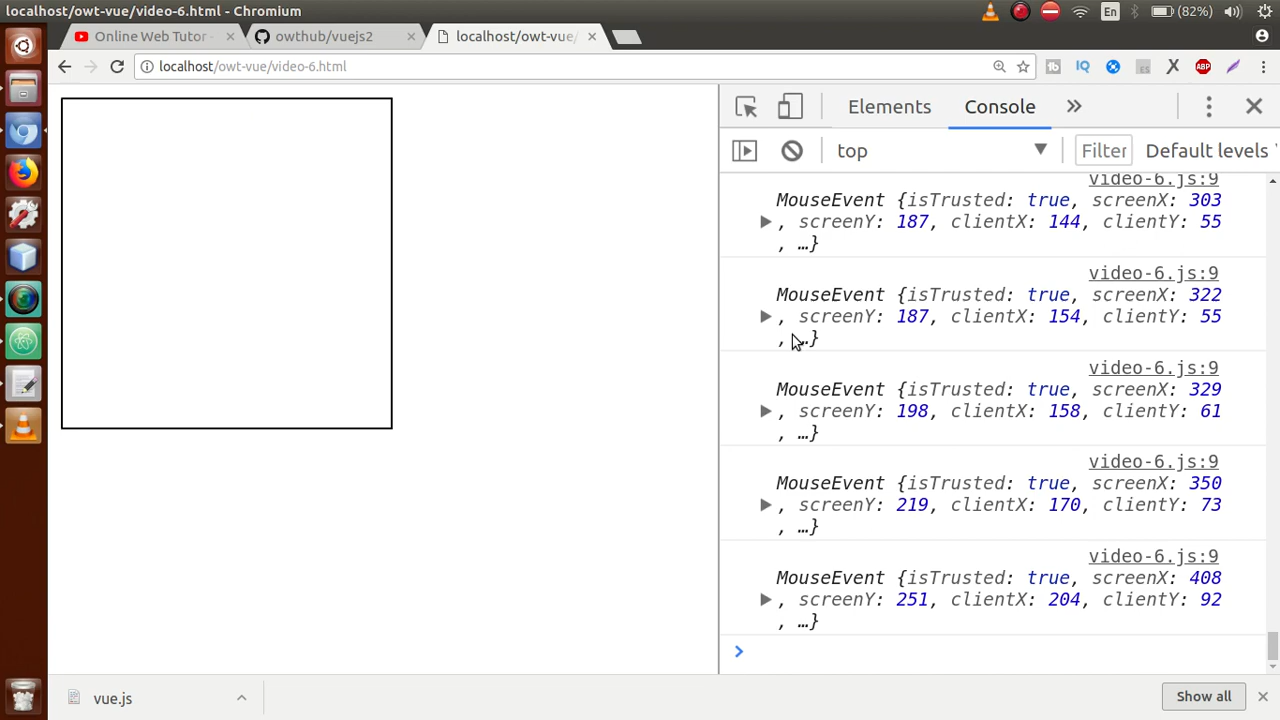 localhost/owt-vue/video-6.html - Chromium
En
(82%)
Online Web Tutor -
owthub/vuejs2
localhost/owt-vue/
localhost/owt-vue/video-6.html
Elements
Console
top
Filter
Default levels
video-6.js:9
MouseEvent {isTrusted: true, screenX: 303
, screenY: 187, clientX: 144, clientY: 55
, …}
video-6.js:9
MouseEvent {isTrusted: true, screenX: 322
, screenY: 187, clientX: 154, clientY: 55
, …}
video-6.js:9
MouseEvent {isTrusted: true, screenX: 329
, screenY: 198, clientX: 158, clientY: 61
, …}
video-6.js:9
MouseEvent {isTrusted: true, screenX: 350
, screenY: 219, clientX: 170, clientY: 73
, …}
video-6.js:9
MouseEvent {isTrusted: true, screenX: 408
, screenY: 251, clientX: 204, clientY: 92
, …}
vue.js
Show all